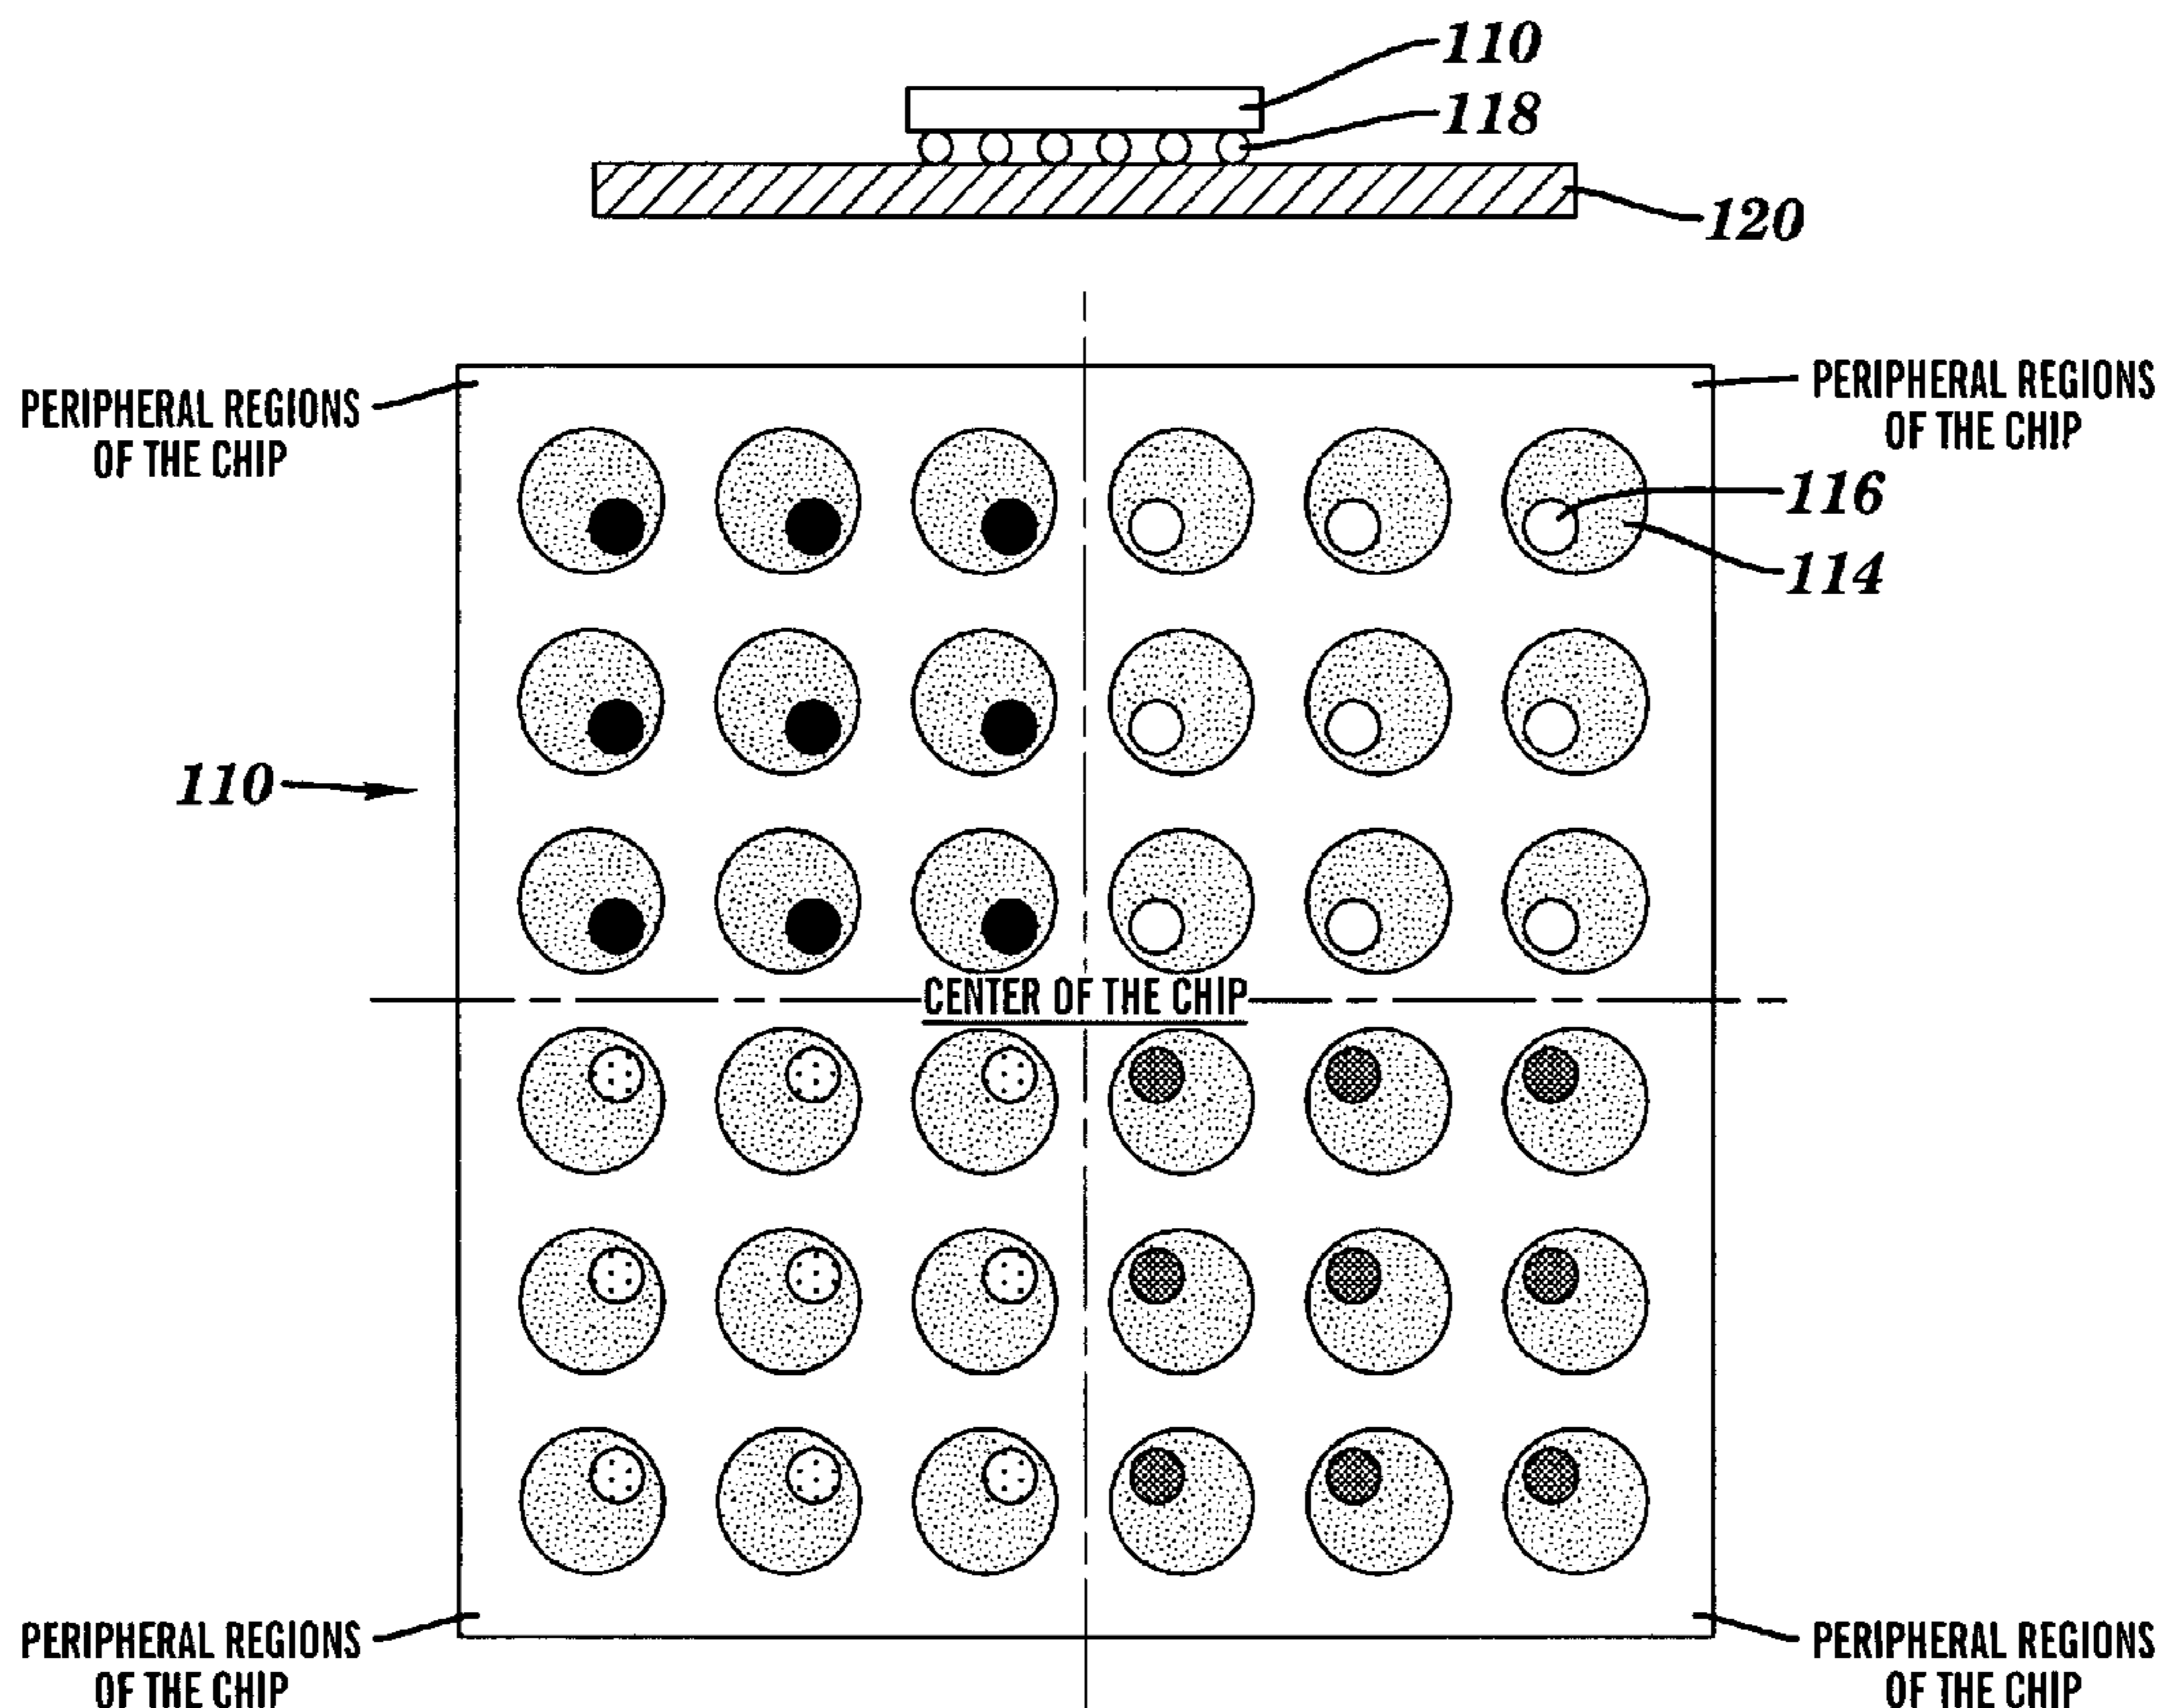 110
118
120
PERIPHERAL REGIONS
OF THE CHIP
PERIPHERAL REGIONS
OF THE CHIP
116
114
110
CENTER OF THE CHIP
PERIPHERAL REGIONS
OF THE CHIP
PERIPHERAL REGIONS
OF THE CHIP